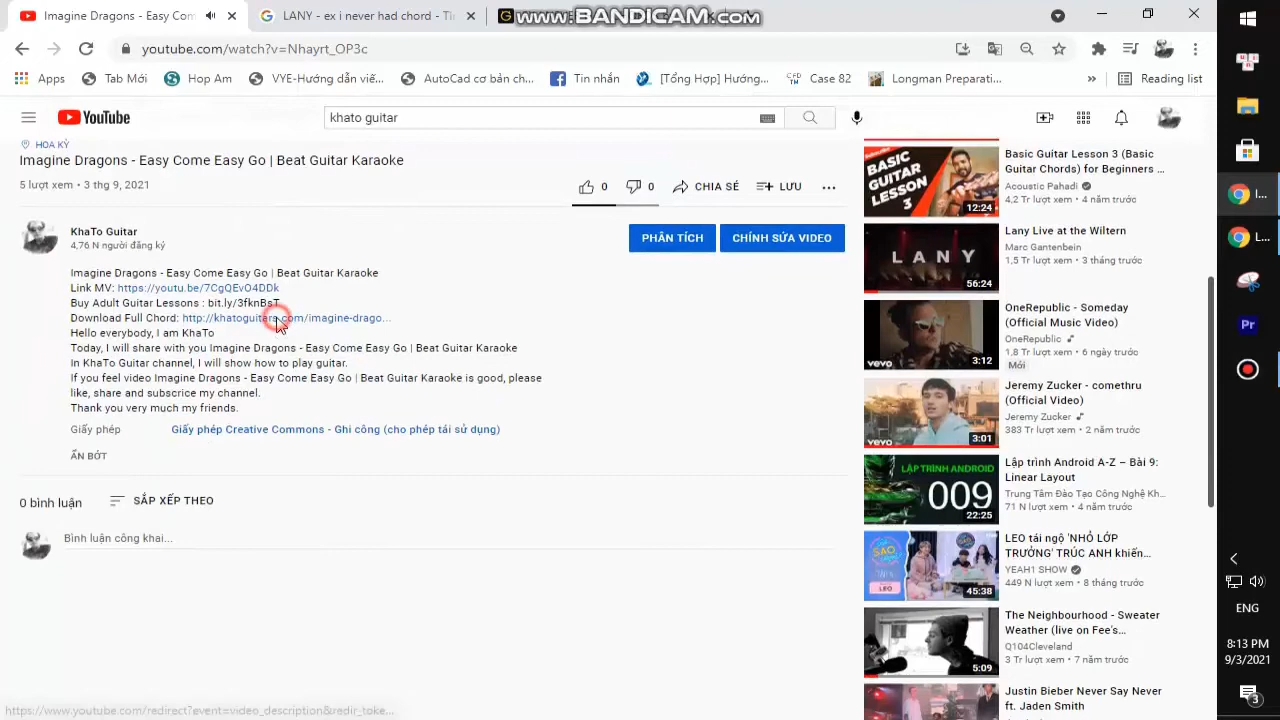 Imagine Dragons - Easy Com
LANY - ex i never had chord - Ti
www.BANDICAM.com
youtube.com/watch?v=Nhayrt_OP3c
Apps
Tab Mới
Hop Am
VYE-Hướng dẫn viế...
AutoCad cơ bản ch...
Tin nhắn
[Tổng Hợp] Hướng...
Case 82
Longman Preparati...
»
Reading list
YouTube
khato guitar
HOA KỲ
Imagine Dragons - Easy Come Easy Go | Beat Guitar Karaoke
5 lượt xem • 3 thg 9, 2021
0
0
CHIA SẺ
LƯU
KhaTo Guitar
4,76 N người đăng ký
PHÂN TÍCH
CHỈNH SỬA VIDEO
Imagine Dragons - Easy Come Easy Go | Beat Guitar Karaoke
Link MV: https://youtu.be/7CgQEvO4DDk
Buy Adult Guitar Lessons : bit.ly/3fknBsT
Download Full Chord: http://khatoguitars.com/imagine-drago...
Hello everybody, I am KhaTo
Today, I will share with you Imagine Dragons - Easy Come Easy Go | Beat Guitar Karaoke
In KhaTo Guitar channel, I will show how to play guitar.
If you feel video Imagine Dragons - Easy Come Easy Go | Beat Guitar Karaoke is good, please
like, share and subscrice my channel.
Thank you very much my friends.
Giấy phép
Giấy phép Creative Commons - Ghi công (cho phép tái sử dụng)
ẨN BỚT
0 bình luận
SẮP XẾP THEO
Bình luận công khai...
BASIC
GUITAR
LESSON
3
12:24
Basic Guitar Lesson 3 (Basic
Guitar Chords) for Beginners ...
Acoustic Pahadi
4,2 Tr lượt xem • 4 năm trước
LANY
56:24
Lany Live at the Wiltern
Marc Gantenbein
1,5 Tr lượt xem • 3 tháng trước
vevo
3:12
OneRepublic - Someday
(Official Music Video)
OneRepublic
1,8 Tr lượt xem • 6 ngày trước
Mới
vevo
3:01
Jeremy Zucker - comethru
(Official Video)
Jeremy Zucker
383 Tr lượt xem • 2 năm trước
LẬP TRÌNH ANDROID
009
22:25
Lập trình Android A-Z – Bài 9:
Linear Layout
Trung Tâm Đào Tạo Công Nghệ Kh...
71 N lượt xem • 4 năm trước
SAO
LEO
45:38
LEO tái ngộ 'NHỎ LỚP
TRƯỞNG' TRÚC ANH khiến...
YEAH1 SHOW
449 N lượt xem • 8 tháng trước
5:09
The Neighbourhood - Sweater
Weather (live on Fee's...
Q104Cleveland
3 Tr lượt xem • 7 năm trước
Justin Bieber Never Say Never
ft. Jaden Smith
https://www.youtube.com/redirect?event=video_description&redir_toke...
I...
L...
Pr
ENG
8:13 PM
9/3/2021
3